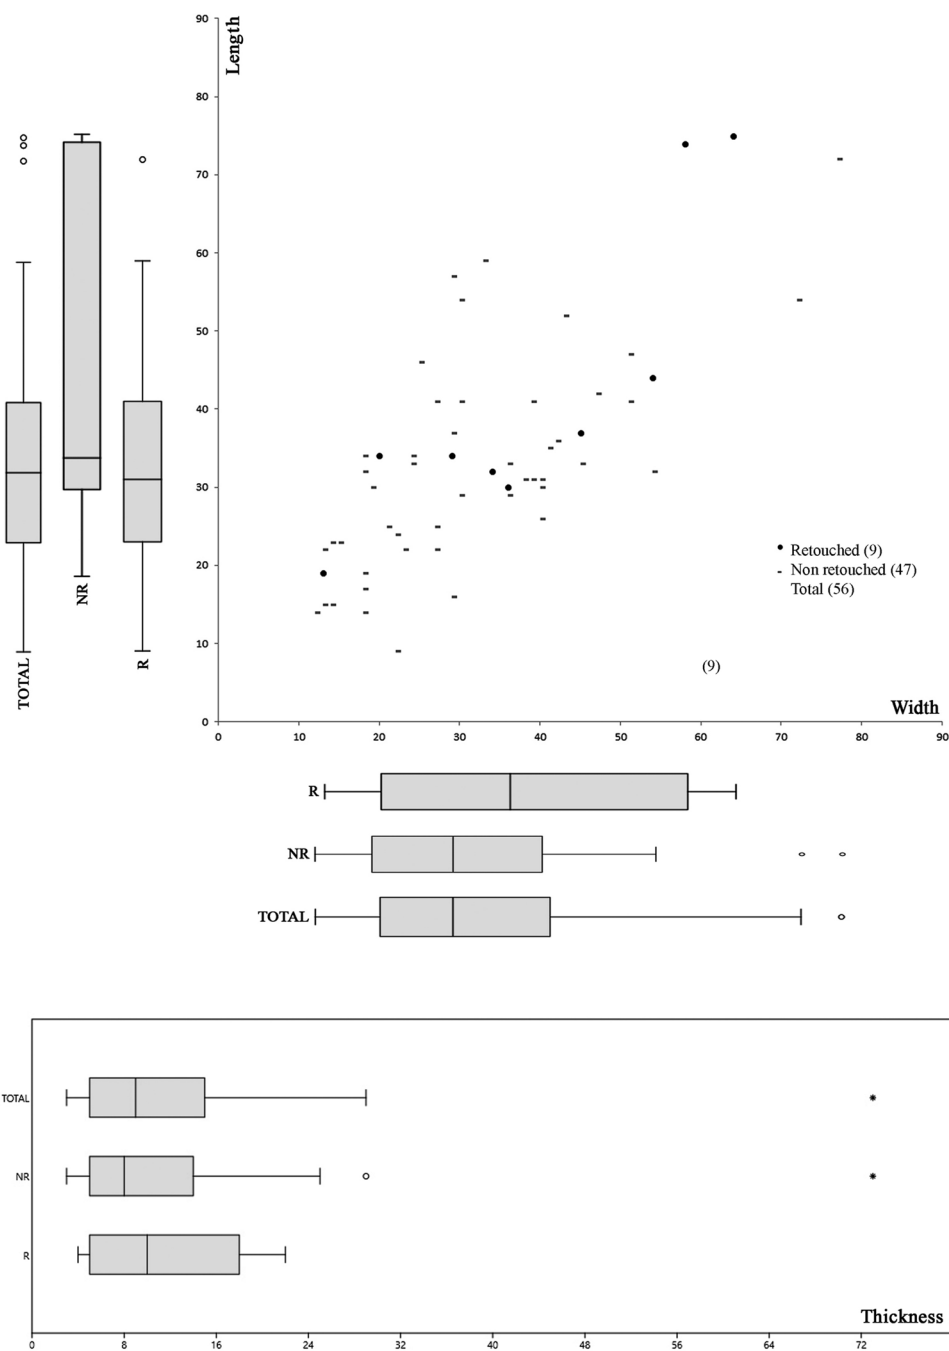 Length
90
80
70
60
50
40
30
20
10
0
TOTAL
NR
R
Retouched (9)
Non retouched (47)
Total (56)
(9)
Width
0 10 20 30 40 50 60 70 80 90
R
NR
TOTAL
TOTAL
NR
R
Thickness
0 8 16 24 32 40 48 56 64 72